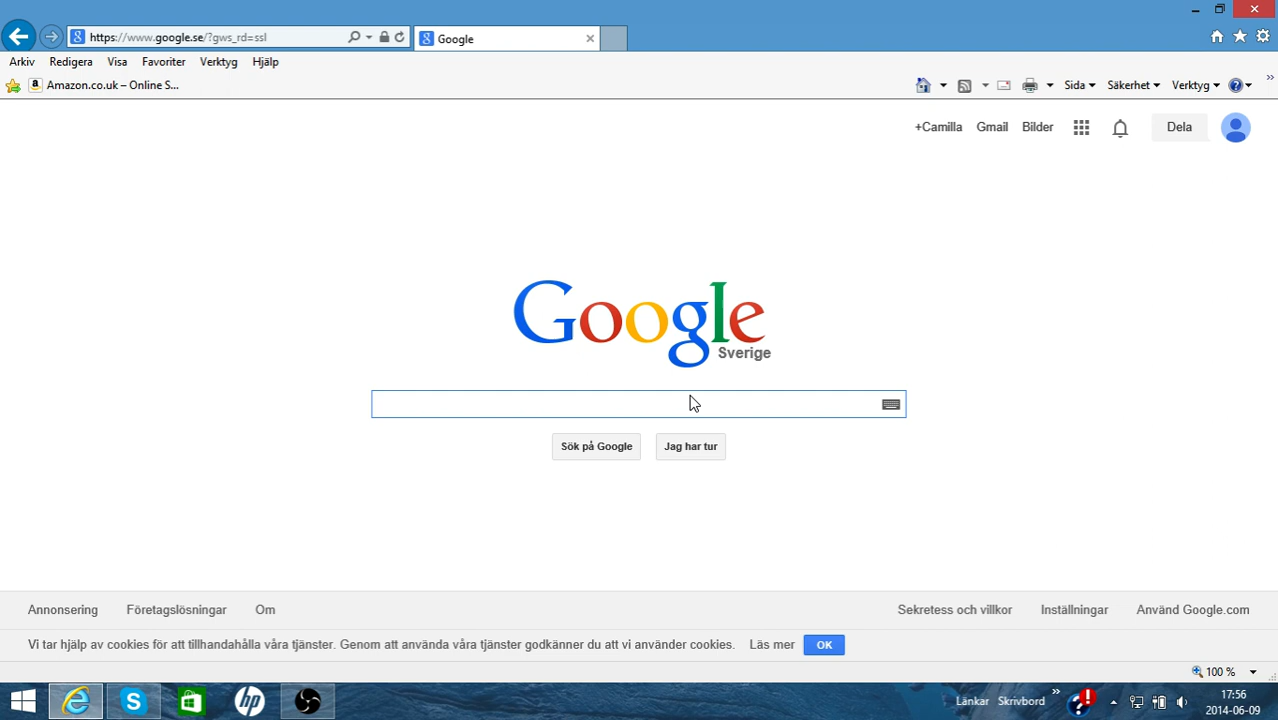 https://www.google.se/?gws_rd=ssl
Google
Arkiv Redigera Visa Favoriter Verktyg Hjälp
Amazon.co.uk – Online S...
Sida Säkerhet Verktyg
+Camilla Gmail Bilder Dela
Google
Sverige
Sök på Google Jag har tur
Annonsering Företagslösningar Om Sekretess och villkor Inställningar Använd Google.com
Vi tar hjälp av cookies för att tillhandahålla våra tjänster. Genom att använda våra tjänster godkänner du att vi använder cookies. Läs mer OK
100 %
Länkar Skrivbord
17:56
2014-06-09